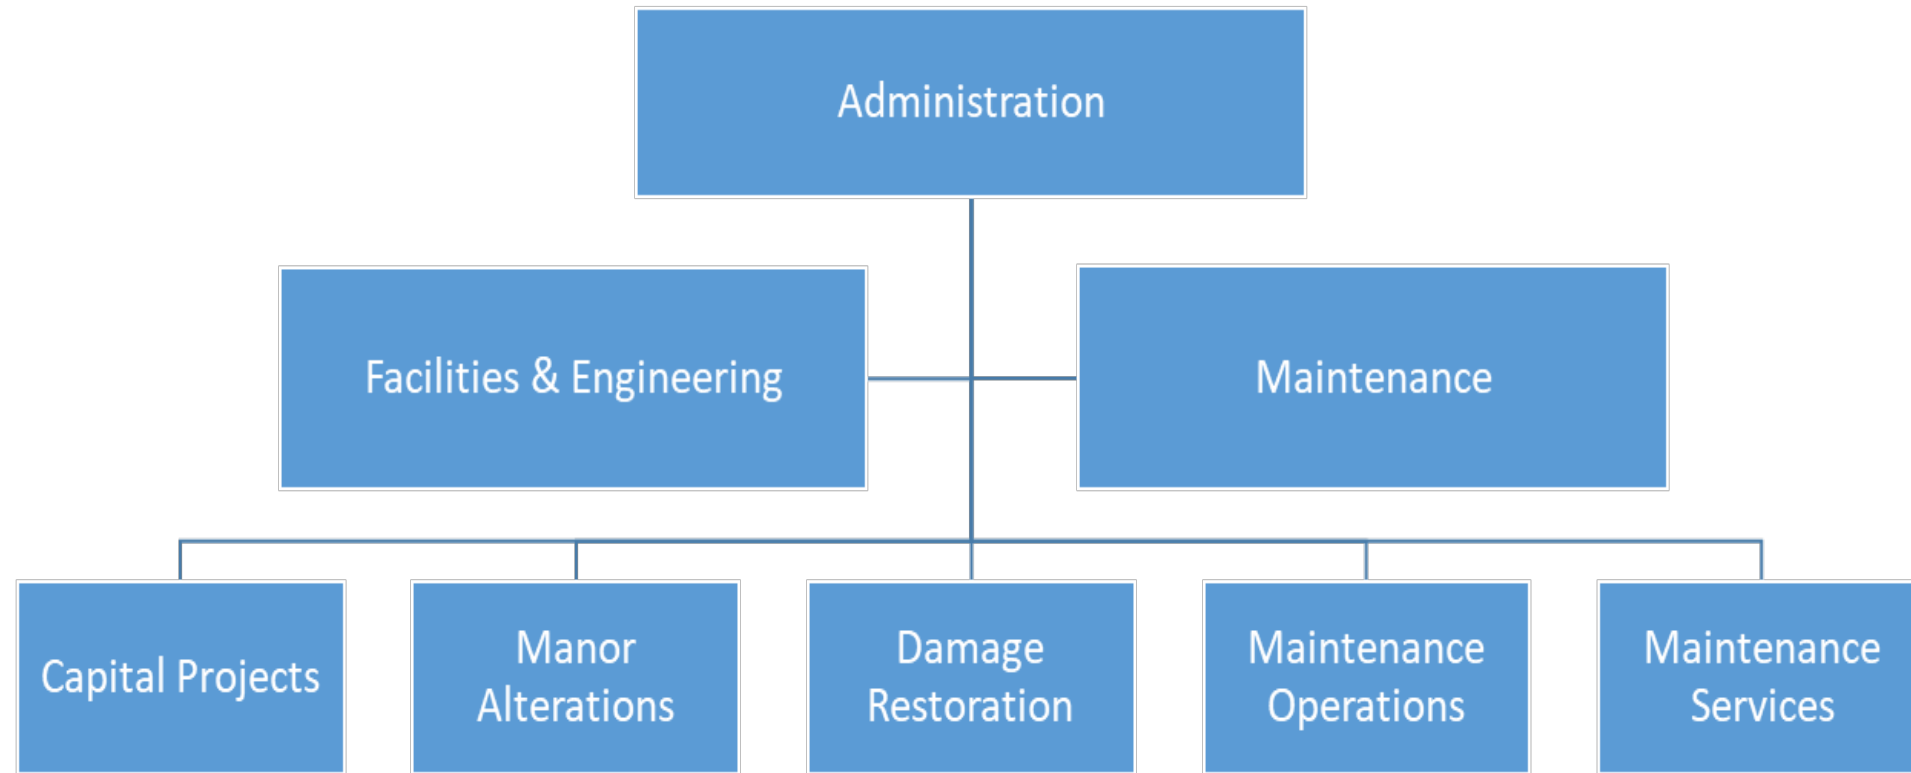 Administration
Facilities & Engineering
Maintenance
Capital Projects
Manor
Alterations
Damage
Restoration
Maintenance
Operations
Maintenance
Services